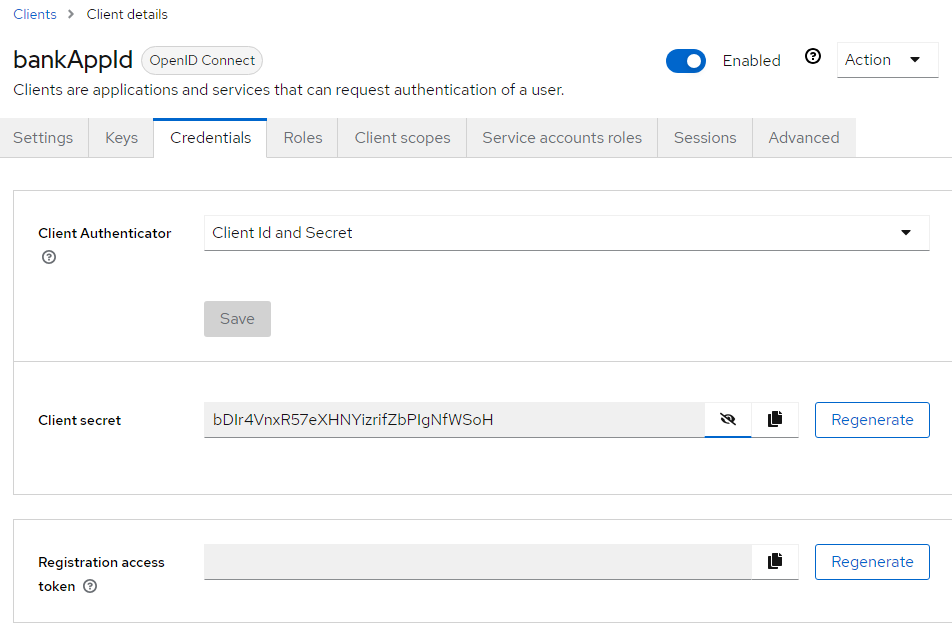 Clients > Client details
bankAppId OpenID Connect Enabled Action
Clients are applications and services that can request authentication of a user.
Settings Keys Credentials Roles Client scopes Service accounts roles Sessions Advanced
Client Authenticator Client Id and Secret
Save
Client secret bDIr4VnxR57eXHNYizrifZbPIgNfWSoH Regenerate
Registration access Regenerate
token